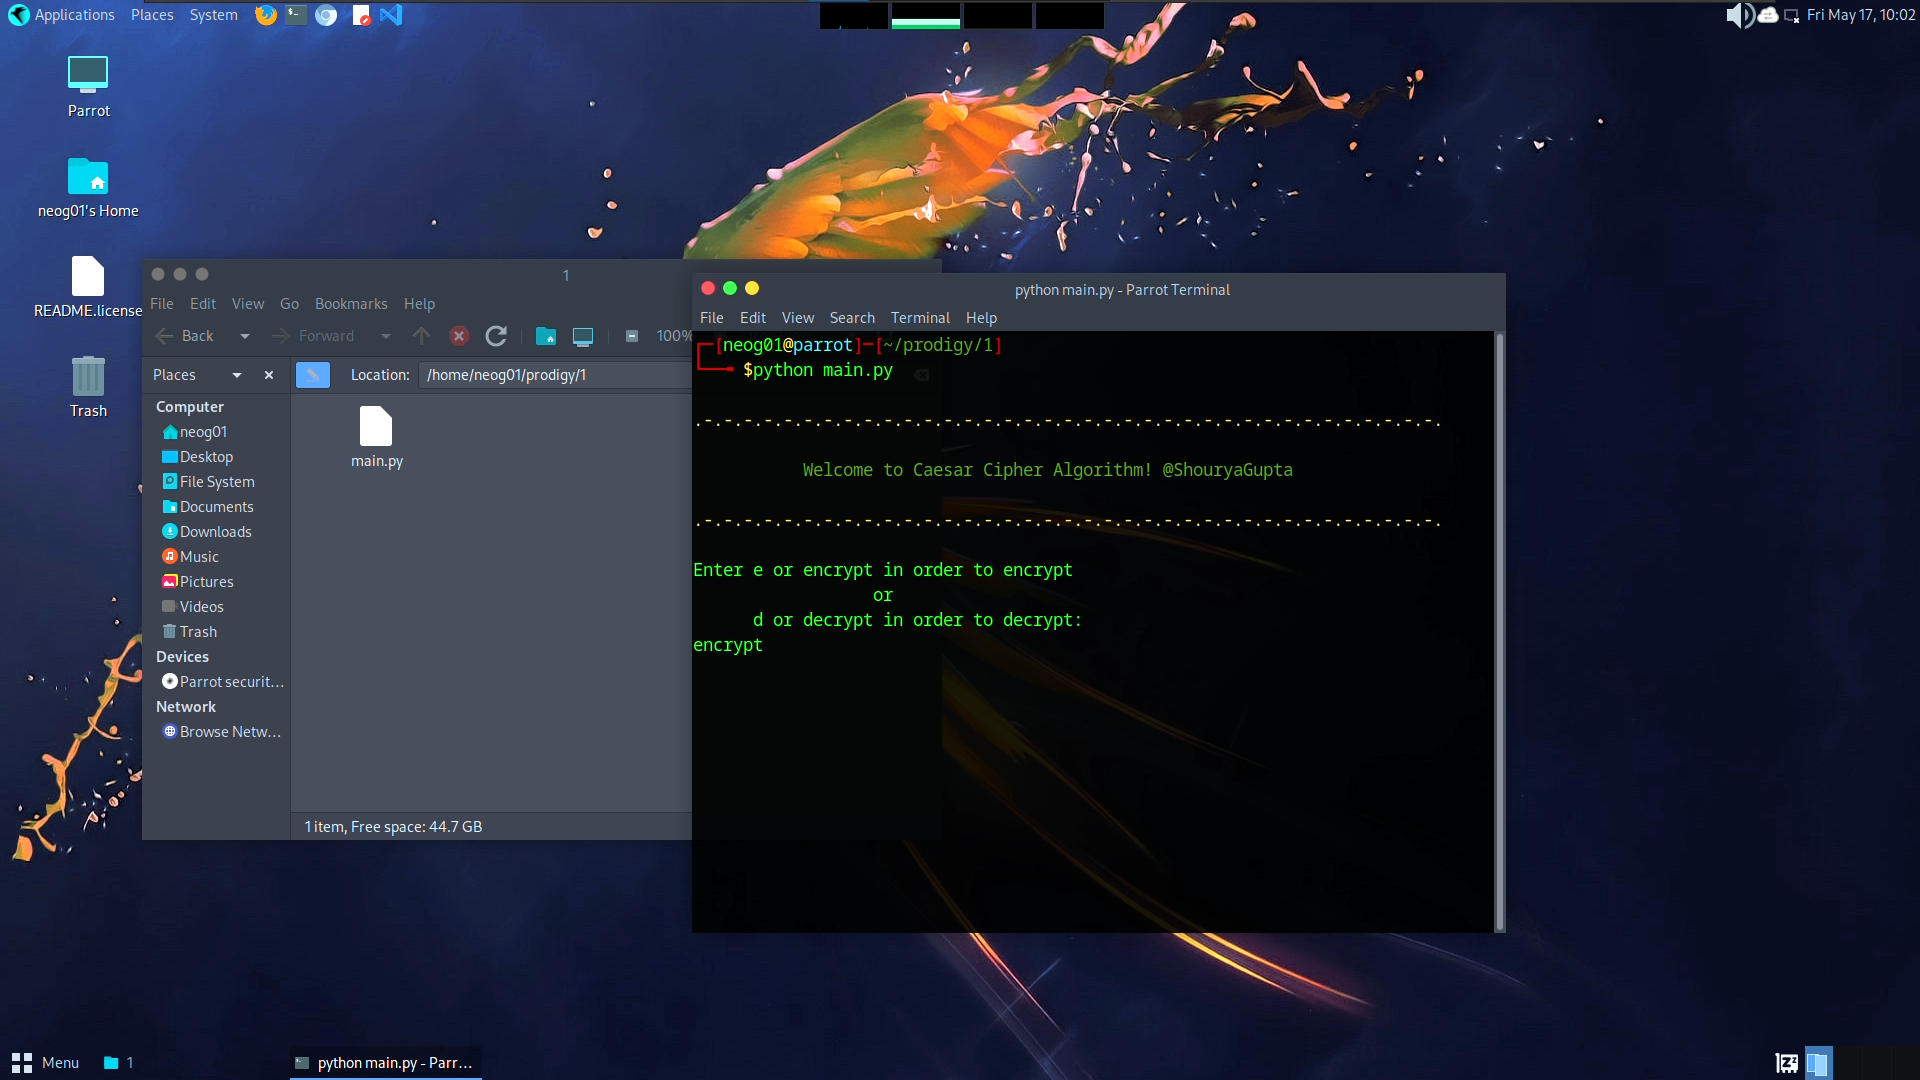 Applications Places System
Fri May 17, 10:02
Parrot
neog01's Home
README.license
Trash
1
File Edit View Go Bookmarks Help
Back Forward 100%
Places
Location: /home/neog01/prodigy/1
Computer
neog01
Desktop
File System
Documents
Downloads
Music
Pictures
Videos
Trash
Devices
Parrot securit...
Network
Browse Netw...
main.py
1 item, Free space: 44.7 GB
python main.py - Parrot Terminal
File Edit View Search Terminal Help
[neog01@parrot]-[~/prodigy/1]
$python main.py
.-.-.-.-.-.-.-.-.-.-.-.-.-.-.-.-.-.-.-.-.-.-.-.-.-.-.-.-.-.-.-.-.-.-.-.-.-.
Welcome to Caesar Cipher Algorithm! @ShouryaGupta
.-.-.-.-.-.-.-.-.-.-.-.-.-.-.-.-.-.-.-.-.-.-.-.-.-.-.-.-.-.-.-.-.-.-.-.-.-.
Enter e or encrypt in order to encrypt
or
d or decrypt in order to decrypt:
encrypt
Menu 1 python main.py - Parr...